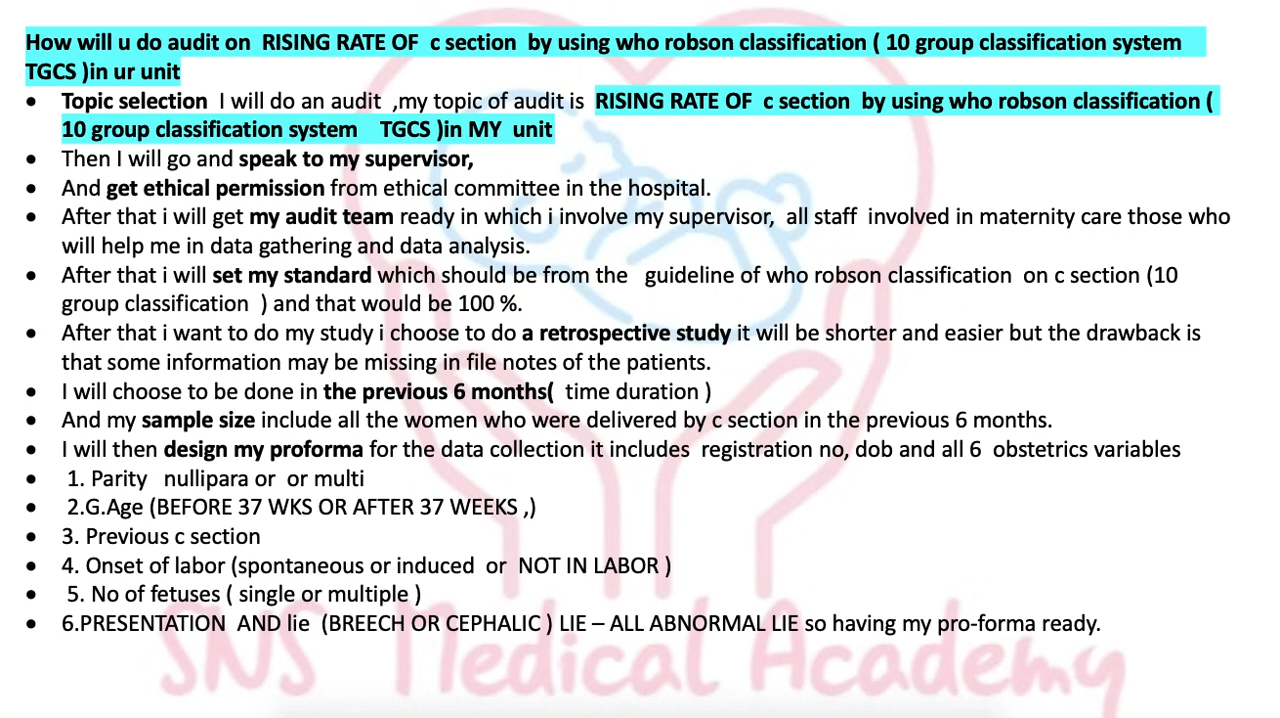 How will u do audit on RISING RATE OF c section by using who robson classification ( 10 group classification system
TGCS )in ur unit
• Topic selection I will do an audit ,my topic of audit is RISING RATE OF c section by using who robson classification (
10 group classification system TGCS )in MY unit
• Then I will go and speak to my supervisor,
• And get ethical permission from ethical committee in the hospital.
• After that i will get my audit team ready in which i involve my supervisor, all staff involved in maternity care those who
will help me in data gathering and data analysis.
• After that i will set my standard which should be from the guideline of who robson classification on c section (10
group classification ) and that would be 100 %.
• After that i want to do my study i choose to do a retrospective study it will be shorter and easier but the drawback is
that some information may be missing in file notes of the patients.
• I will choose to be done in the previous 6 months( time duration )
• And my sample size include all the women who were delivered by c section in the previous 6 months.
• I will then design my proforma for the data collection it includes registration no, dob and all 6 obstetrics variables
• 1. Parity nullipara or or multi
• 2.G.Age (BEFORE 37 WKS OR AFTER 37 WEEKS ,)
• 3. Previous c section
• 4. Onset of labor (spontaneous or induced or NOT IN LABOR )
• 5. No of fetuses ( single or multiple )
• 6.PRESENTATION AND lie (BREECH OR CEPHALIC ) LIE – ALL ABNORMAL LIE so having my pro-forma ready.
SNS Medical Academy